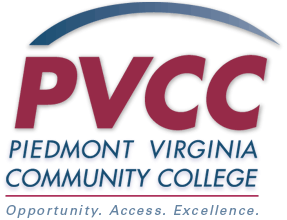 PVCC
PIEDMONT VIRGINIA
COMMUNITY COLLEGE
Opportunity. Access. Excellence.